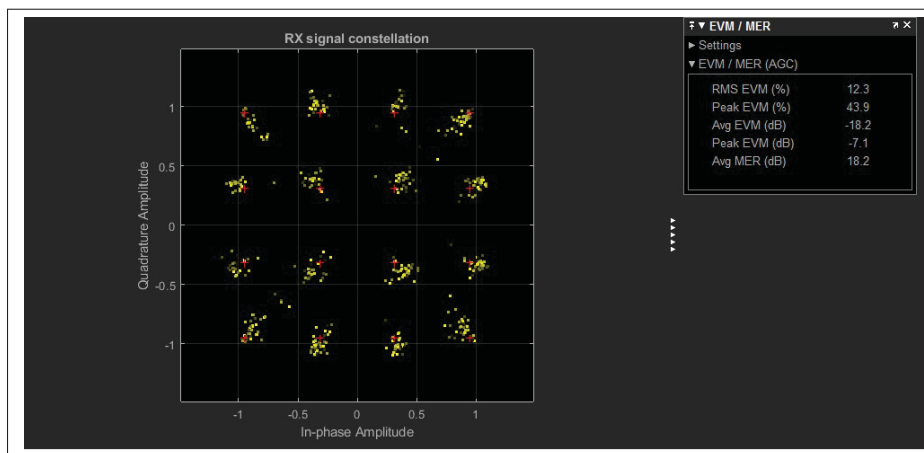 RX signal constellation
1
0.5
0
-0.5
-1
Quadrature Amplitude
-1 -0.5 0 0.5 1
In-phase Amplitude
EVM / MER
Settings
EVM / MER (AGC)
RMS EVM (%) 12.3
Peak EVM (%) 43.9
Avg EVM (dB) -18.2
Peak EVM (dB) -7.1
Avg MER (dB) 18.2